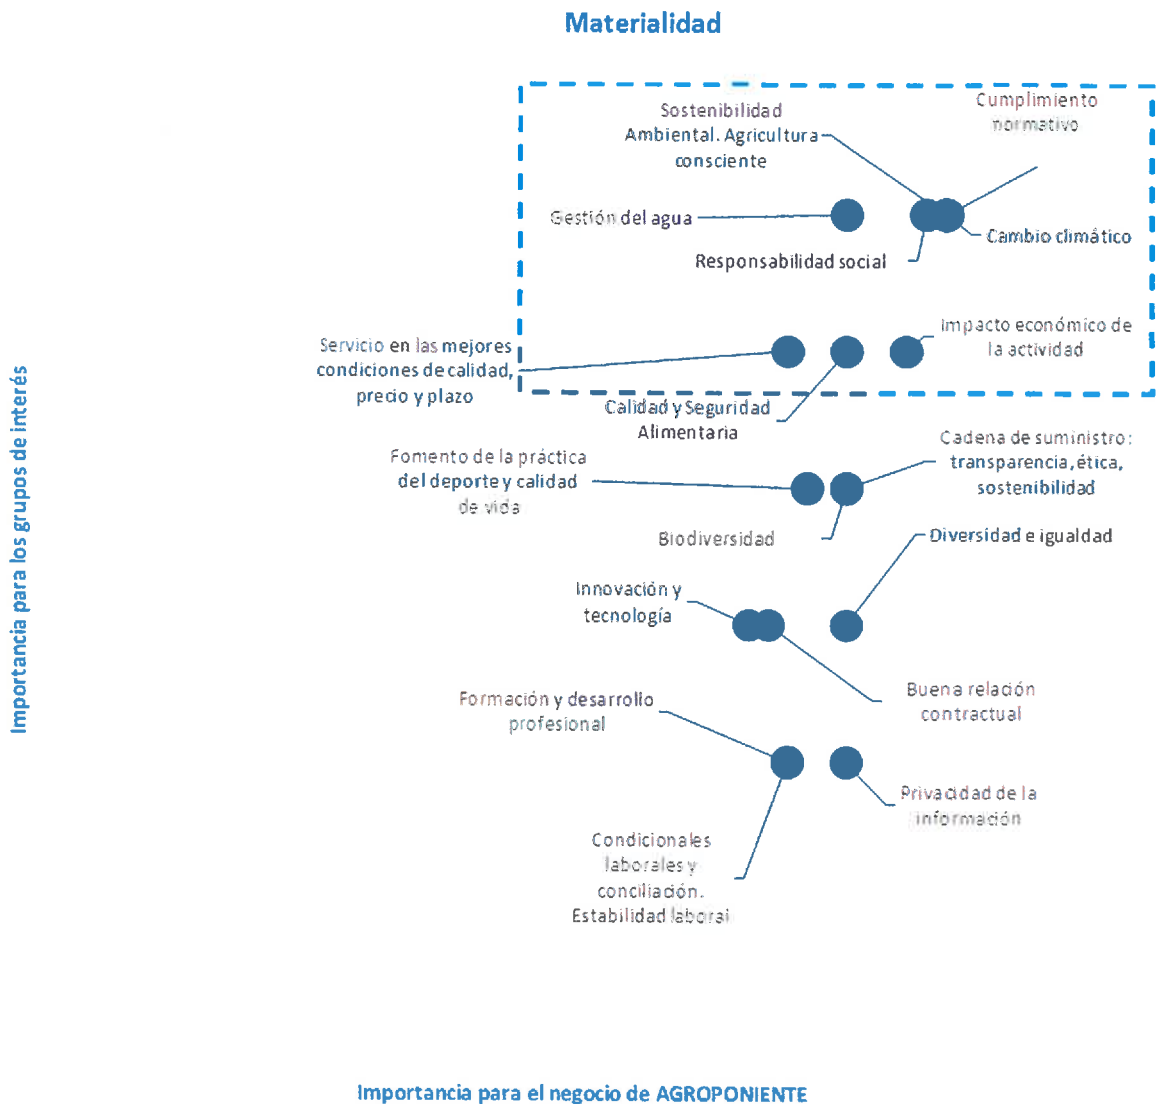 Materialidad
Sostenibilidad
Ambiental. Agricultura
consciente
Cumplimiento
normativo
Gestión del agua
Cambio climático
Responsabilidad social
Impacto económico de
la actividad
Servicio en las mejores
condiciones de calidad,
precio y plazo
Calidad y Seguridad
Alimentaria
Cadena de suministro:
transparencia, ética,
sostenibilidad
Fomento de la práctica
del deporte y calidad
de vida
Biodiversidad
Diversidad e igualdad
Innovación y
tecnología
Buena relación
contractual
Formación y desarrollo
profesional
Privacidad de la
información
Condicionales
laborales y
conciliación.
Estabilidad laboral
Importancia para los grupos de interés
Importancia para el negocio de AGROPONIENTE